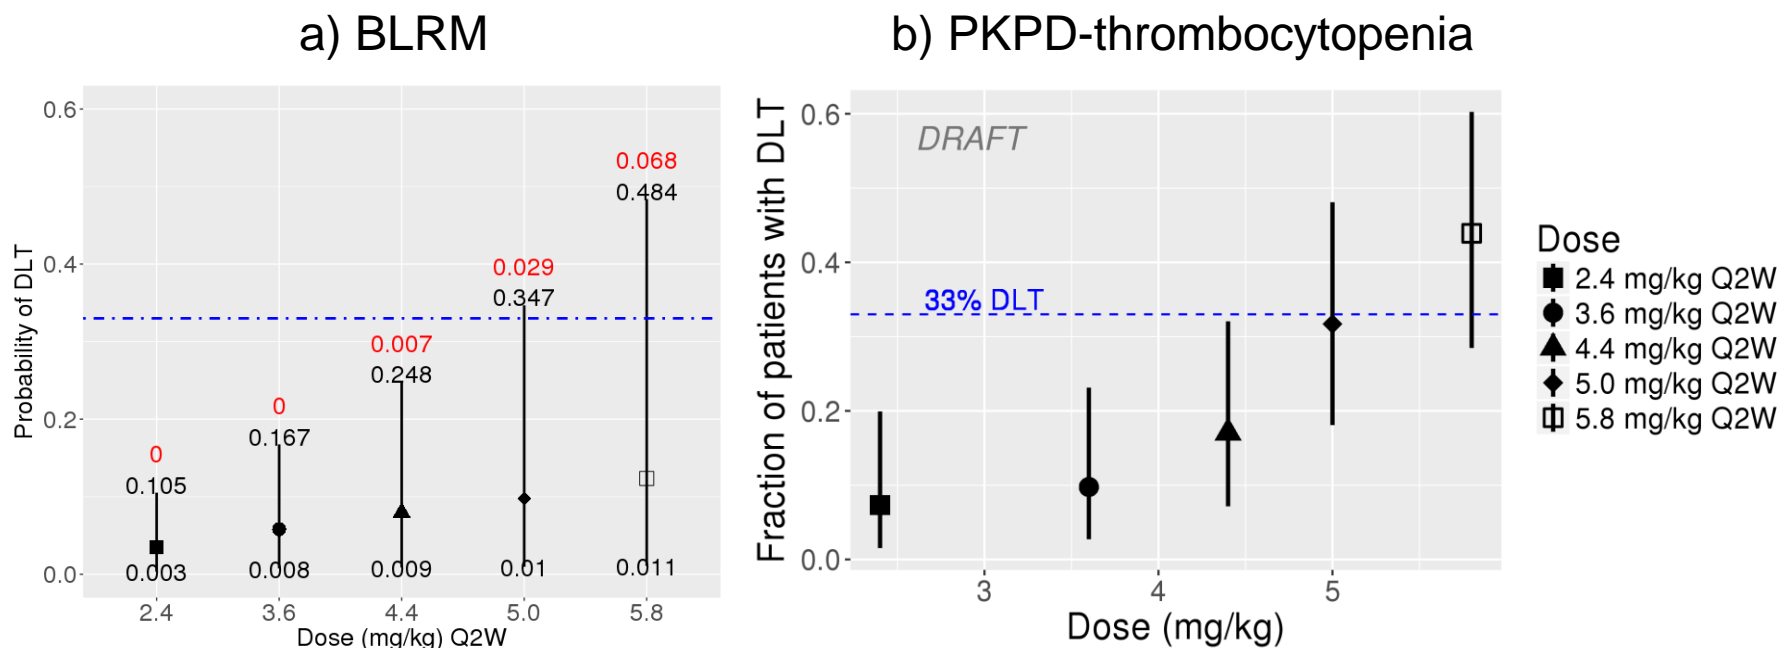 a) BLRM
b) PKPD-thrombocytopenia
Probability of DLT
0.6
0.4
0.2
0.0
0
0.105
0.003
0
0.167
0.008
0.007
0.248
0.009
0.029
0.347
0.01
0.068
0.484
0.011
2.4
3.6
4.4
5.0
5.8
Dose (mg/kg) Q2W
Fraction of patients with DLT
0.6
0.4
0.2
0.0
DRAFT
33% DLT
3
4
5
Dose (mg/kg)
Dose
2.4 mg/kg Q2W
3.6 mg/kg Q2W
4.4 mg/kg Q2W
5.0 mg/kg Q2W
5.8 mg/kg Q2W